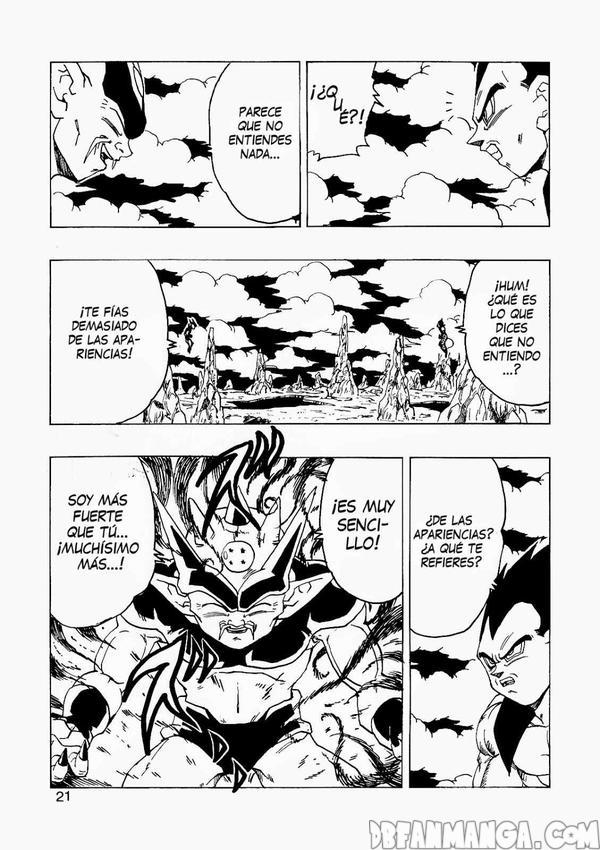 ¡¿QU
É?!
PARECE
QUE NO
ENTIENDES
NADA...
¡HUM!
¿QUÉ ES
LO QUE
DICES QUE
NO ENTIENDO
...?
¡TE FÍAS
DEMASIADO
DE LAS APA-
RIENCIAS!
¿DE LAS
APARIENCIAS?
¿A QUÉ TE
REFIERES?
¡ES MUY
SENCI-
LLO!
SOY MÁS
FUERTE
QUE TÚ...
¡MUCHÍSIMO
MÁS...!
21
DBFANMANGA.COM